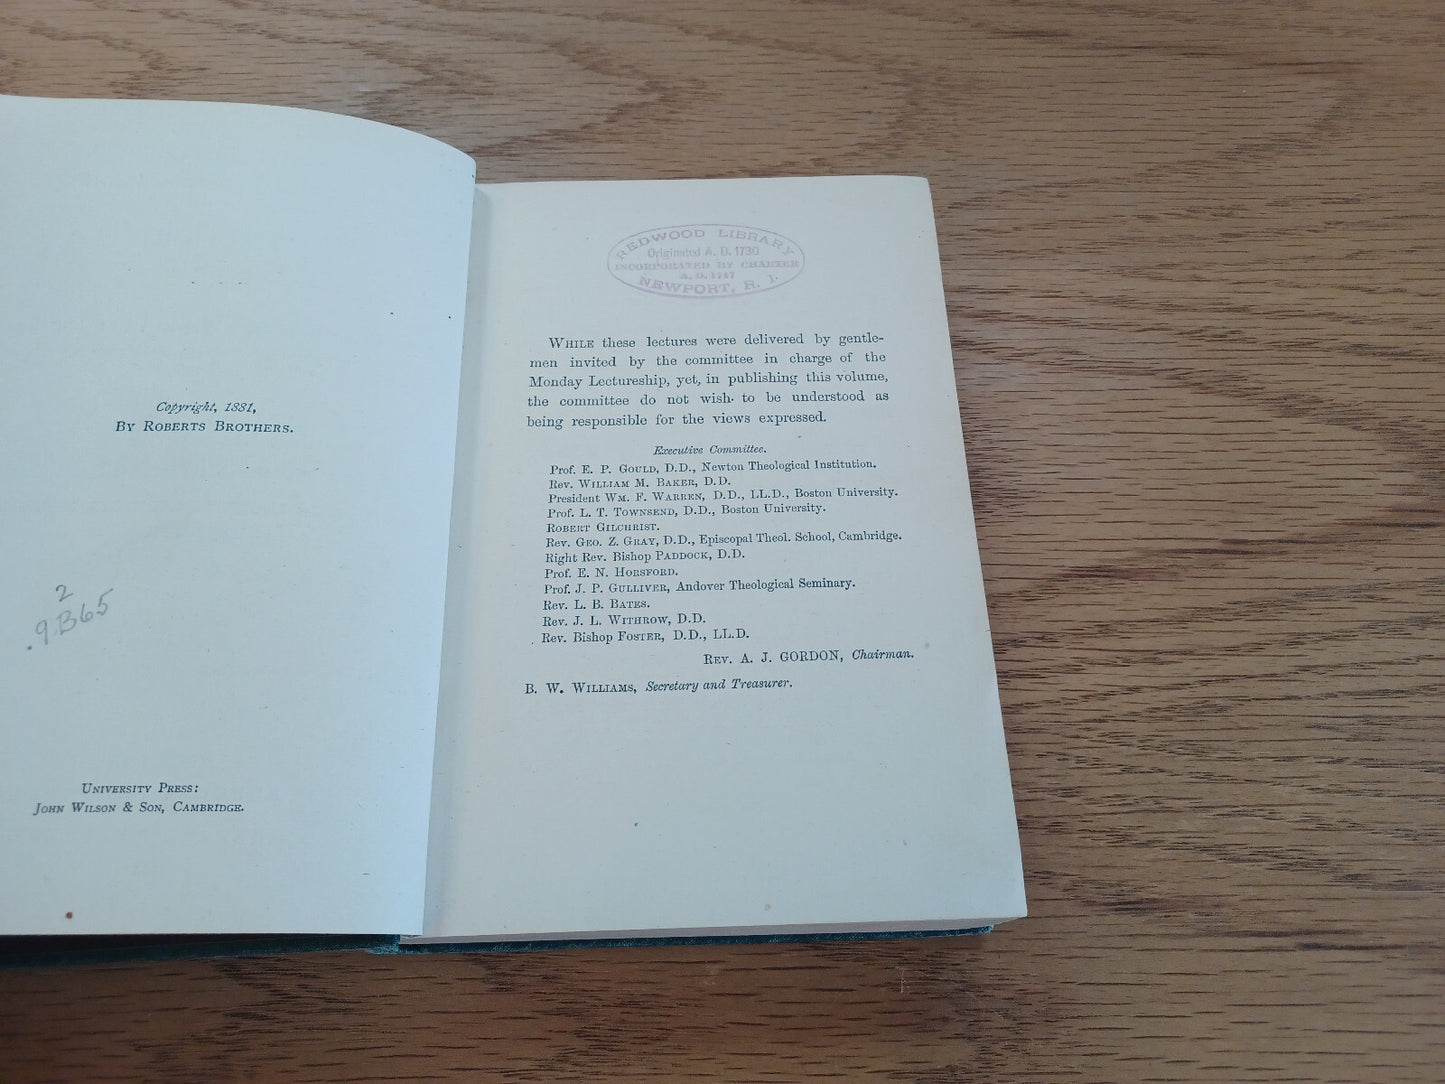 Copyright, 1881,
BY ROBERTS BROTHERS.
2
.9B65
UNIVERSITY PRESS:
JOHN WILSON & SON, CAMBRIDGE.
REDWOOD LIBRARY
Originated A. D. 1730
INCORPORATED BY CHARTER
A. D. 1747
NEWPORT, R. I.
WHILE these lectures were delivered by gentle-
men invited by the committee in charge of the
Monday Lectureship, yet, in publishing this volume,
the committee do not wish to be understood as
being responsible for the views expressed.
Executive Committee.
Prof. E. P. GOULD, D.D., Newton Theological Institution.
Rev. WILLIAM M. BAKER, D.D.
President WM. F. WARREN, D.D., LL.D., Boston University.
Prof. L. T. TOWNSEND, D.D., Boston University.
ROBERT GILCHRIST.
Rev. GEO. Z. GRAY, D.D., Episcopal Theol. School, Cambridge.
Right Rev. Bishop PADDOCK, D.D.
Prof. E. N. HORSFORD.
Prof. J. P. GULLIVER, Andover Theological Seminary.
Rev. L. B. BATES.
Rev. J. L. WITHROW, D.D.
Rev. Bishop FOSTER, D.D., LL.D.
REV. A. J. GORDON, Chairman.
B. W. WILLIAMS, Secretary and Treasurer.